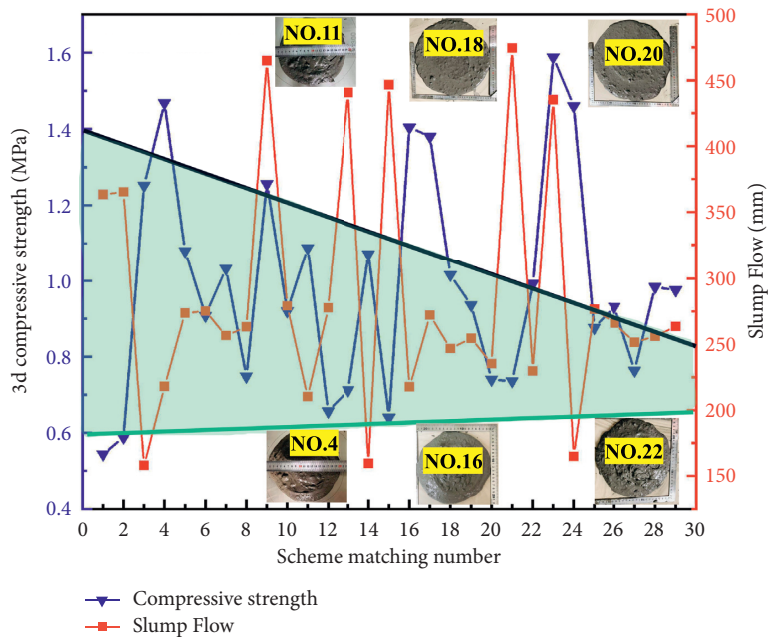 NO.11
NO.18
NO.20
1.6
1.4
1.2
1.0
0.8
0.6
0.4
3d compressive strength (MPa)
500
450
400
350
300
250
200
150
Slump Flow (mm)
NO.4
NO.16
NO.22
0 2 4 6 8 10 12 14 16 18 20 22 24 26 28 30
Scheme matching number
Compressive strength
Slump Flow